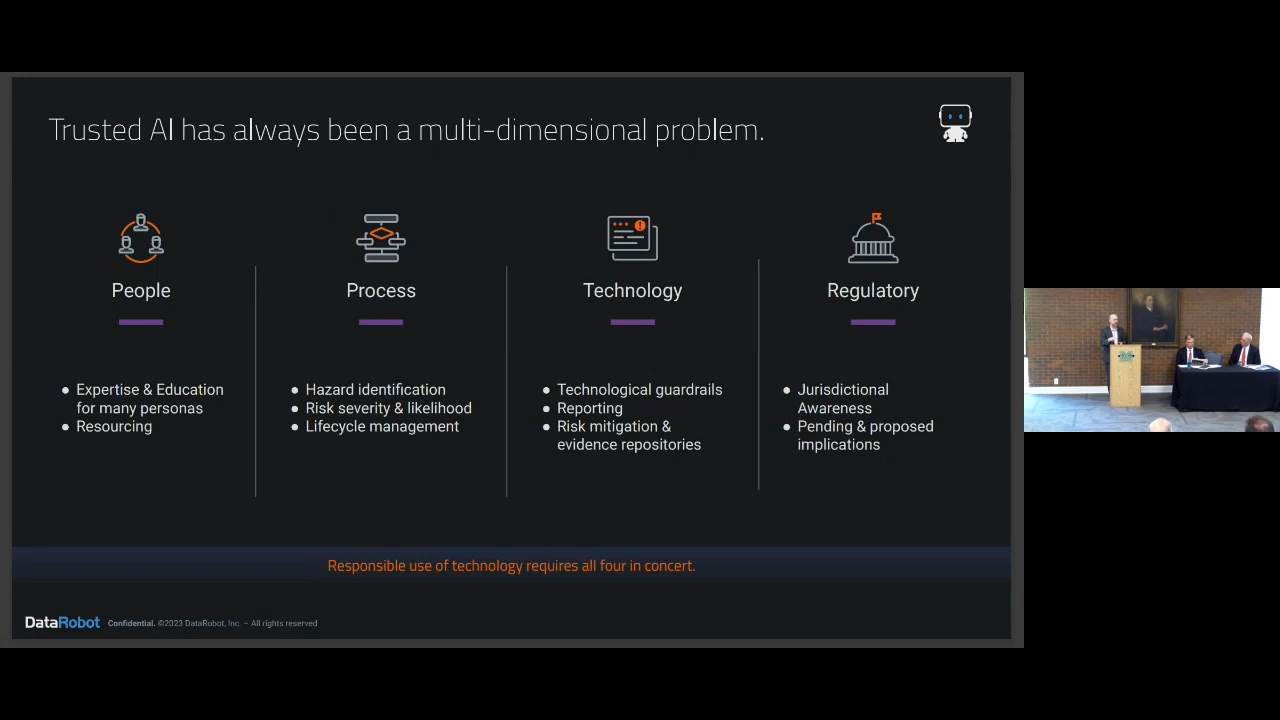 Trusted AI has always been a multi-dimensional problem.
People
Process
Technology
Regulatory
● Expertise & Education
for many personas
● Resourcing
● Hazard identification
● Risk severity & likelihood
● Lifecycle management
● Technological guardrails
● Reporting
● Risk mitigation &
evidence repositories
● Jurisdictional
Awareness
● Pending & proposed
implications
Responsible use of technology requires all four in concert.
DataRobot Confidential. ©2023 DataRobot, Inc. – All rights reserved